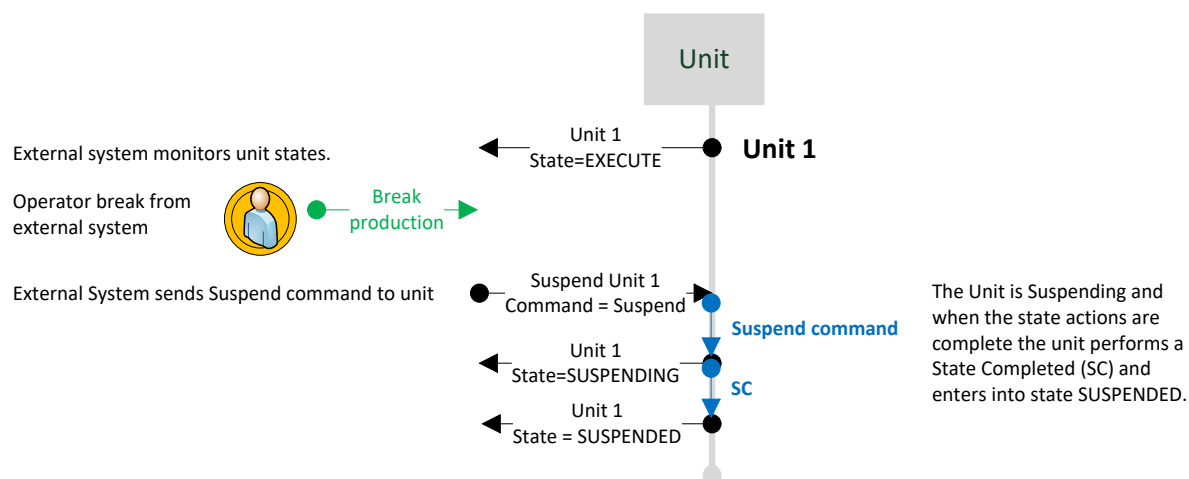 Unit
Unit 1
State=EXECUTE
Unit 1
External system monitors unit states.
Operator break from
external system
Break
production
External System sends Suspend command to unit
Suspend Unit 1
Command = Suspend
Suspend command
The Unit is Suspending and
when the state actions are
complete the unit performs a
State Completed (SC) and
enters into state SUSPENDED.
Unit 1
State=SUSPENDING
SC
Unit 1
State = SUSPENDED